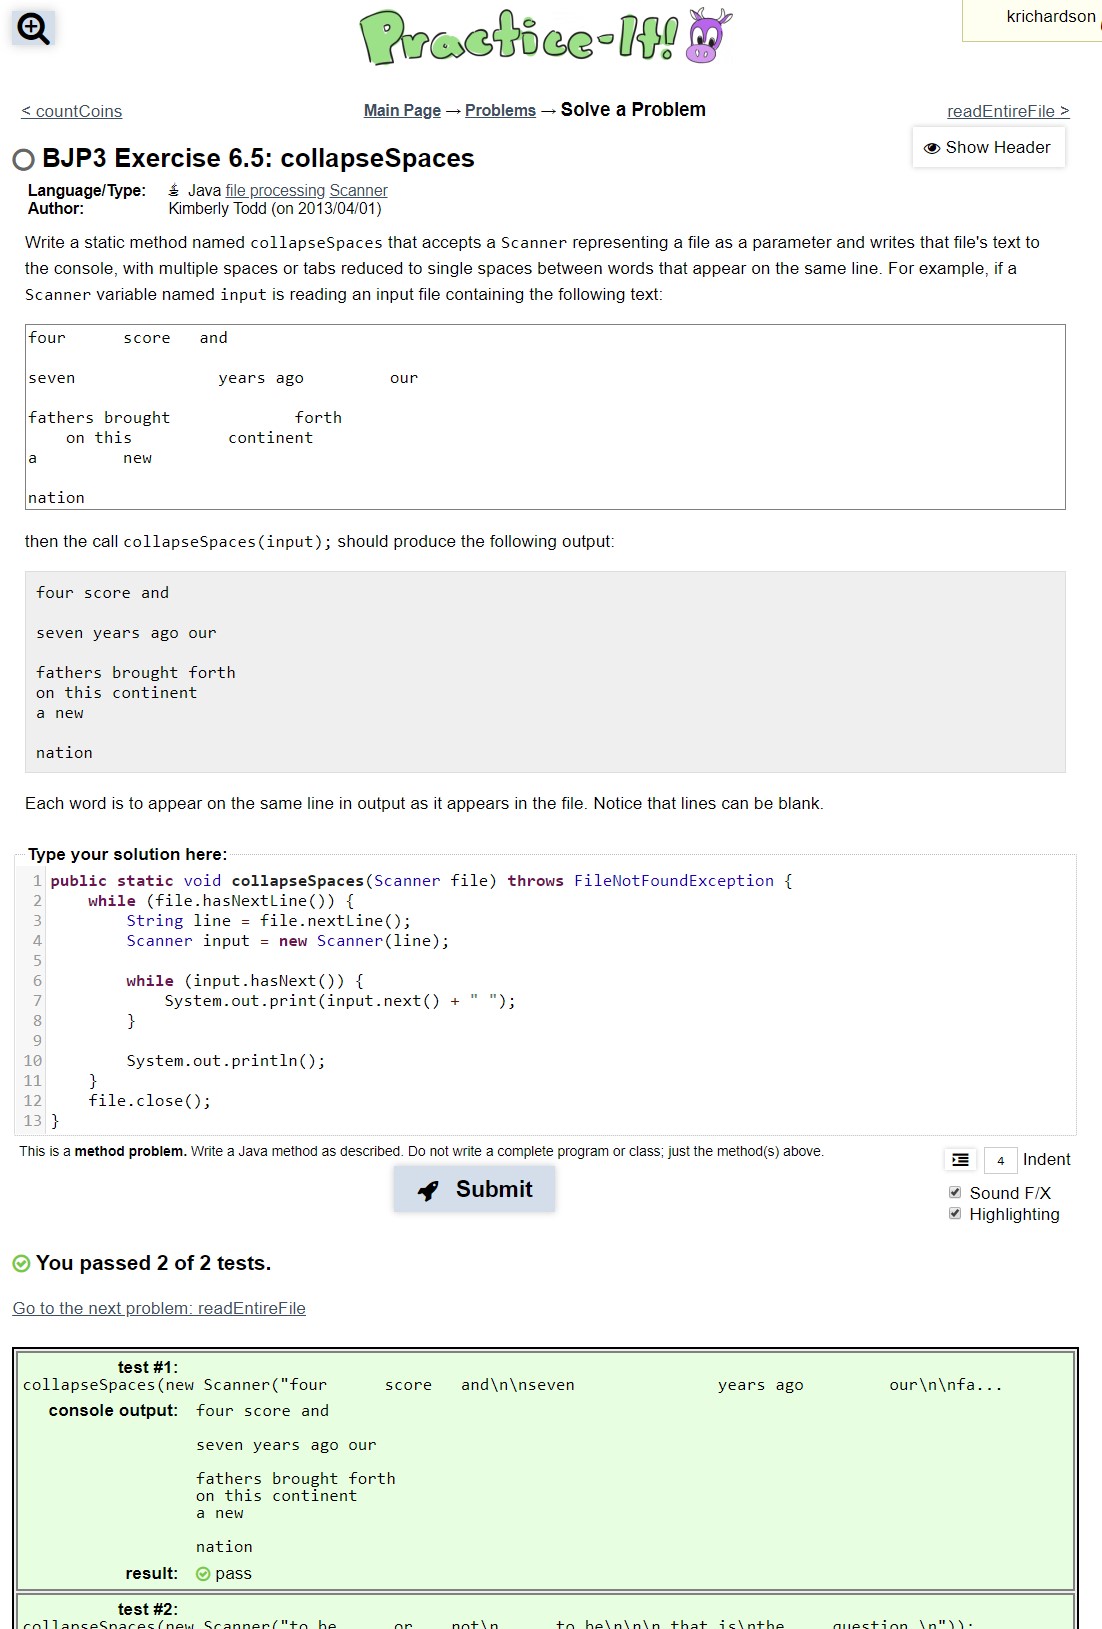 Practice-It!
krichardson
< countCoins
Main Page → Problems → Solve a Problem
readEntireFile >
Show Header
BJP3 Exercise 6.5: collapseSpaces
Language/Type: Java file processing Scanner
Author: Kimberly Todd (on 2013/04/01)
Write a static method named collapseSpaces that accepts a Scanner representing a file as a parameter and writes that file's text to
the console, with multiple spaces or tabs reduced to single spaces between words that appear on the same line. For example, if a
Scanner variable named input is reading an input file containing the following text:
four      score   and
seven               years ago         our
fathers brought             forth
    on this          continent
a         new
nation
then the call collapseSpaces(input); should produce the following output:
four score and
seven years ago our
fathers brought forth
on this continent
a new
nation
Each word is to appear on the same line in output as it appears in the file. Notice that lines can be blank.
Type your solution here:
1 public static void collapseSpaces(Scanner file) throws FileNotFoundException {
2     while (file.hasNextLine()) {
3         String line = file.nextLine();
4         Scanner input = new Scanner(line);
5
6         while (input.hasNext()) {
7             System.out.print(input.next() + " ");
8         }
9
10         System.out.println();
11     }
12     file.close();
13 }
This is a method problem. Write a Java method as described. Do not write a complete program or class; just the method(s) above.
4 Indent
Submit
Sound F/X
Highlighting
You passed 2 of 2 tests.
Go to the next problem: readEntireFile
test #1:
collapseSpaces(new Scanner("four      score   and\n\nseven               years ago         our\n\nfa...
console output: four score and
seven years ago our
fathers brought forth
on this continent
a new
nation
result: pass
test #2:
collapseSpaces(new Scanner("to be      or    not\n      to be\n\n\n that is\nthe     question.\n"));